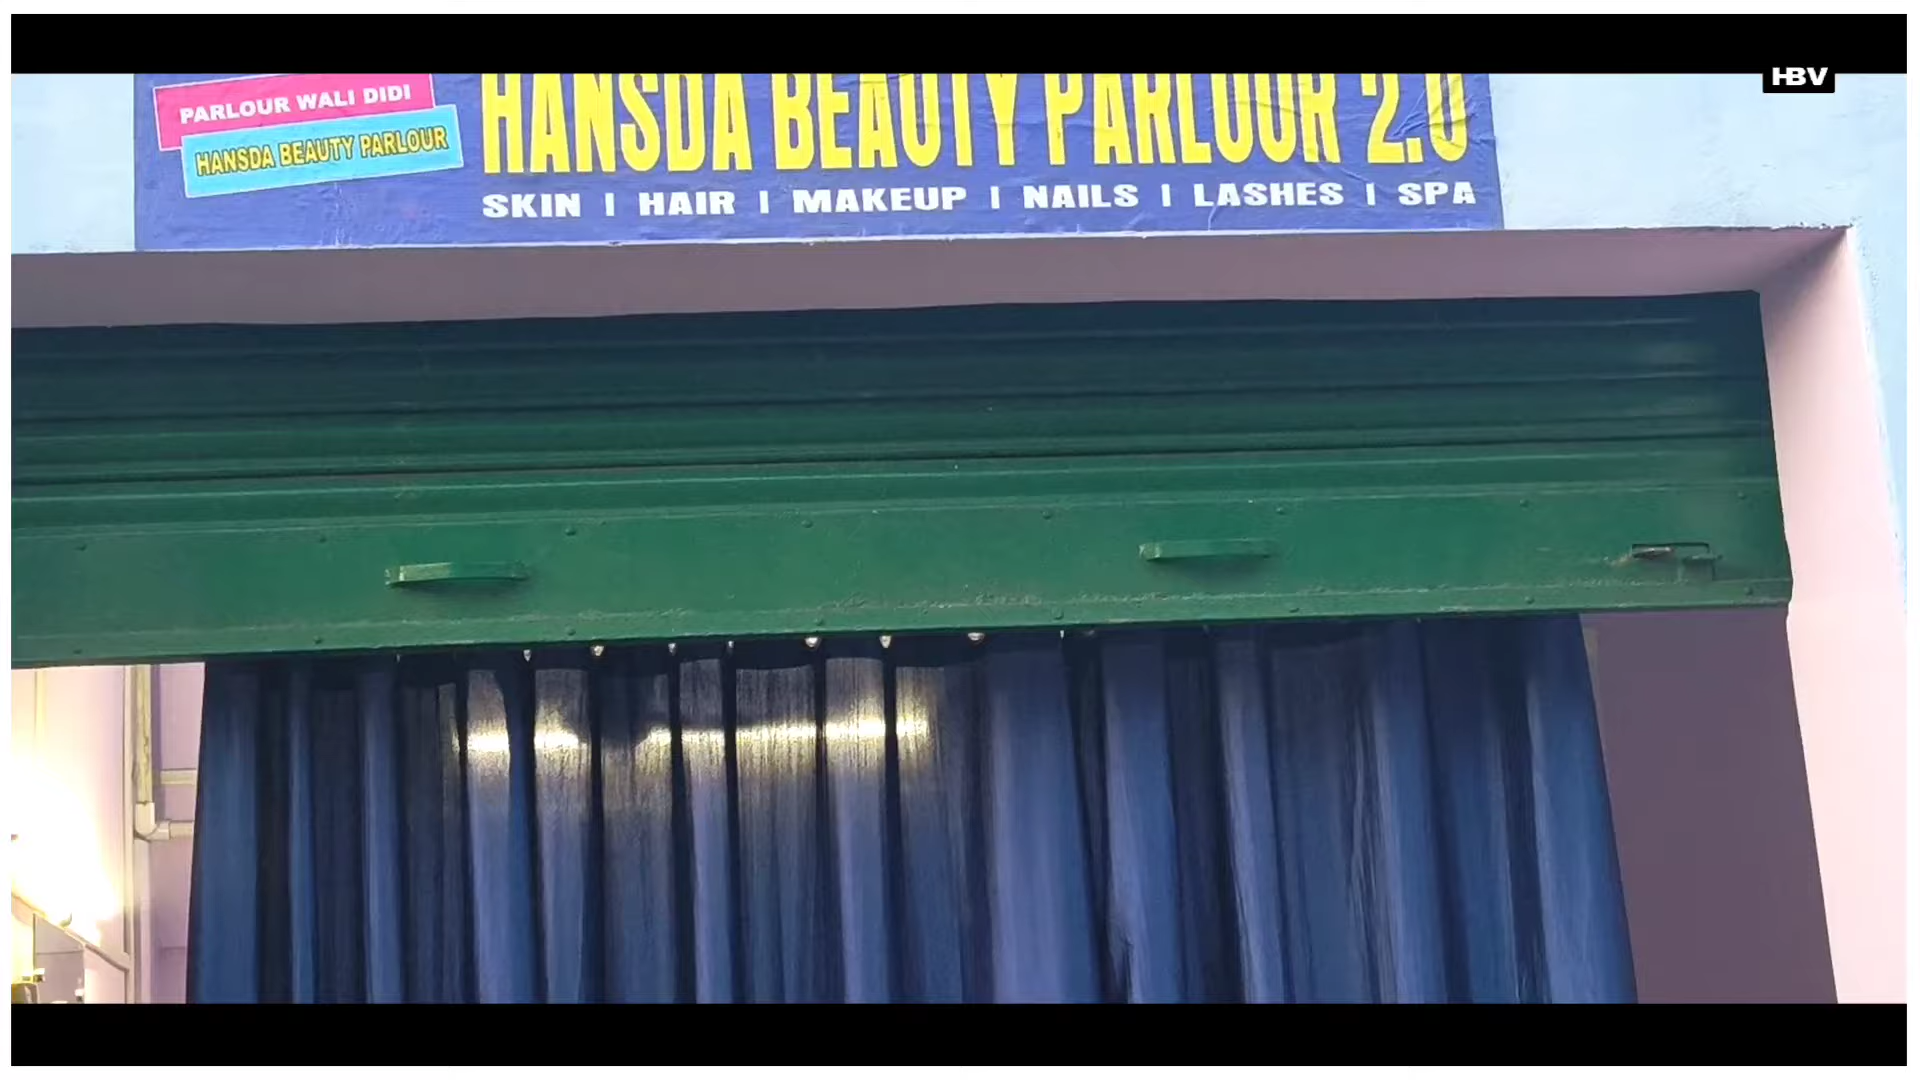 PARLOUR WALI DIDI
HANSDA BEAUTY PARLOUR
HANSDA BEAUTY PARLOUR 2.0
SKIN | HAIR | MAKEUP | NAILS | LASHES | SPA
HBV